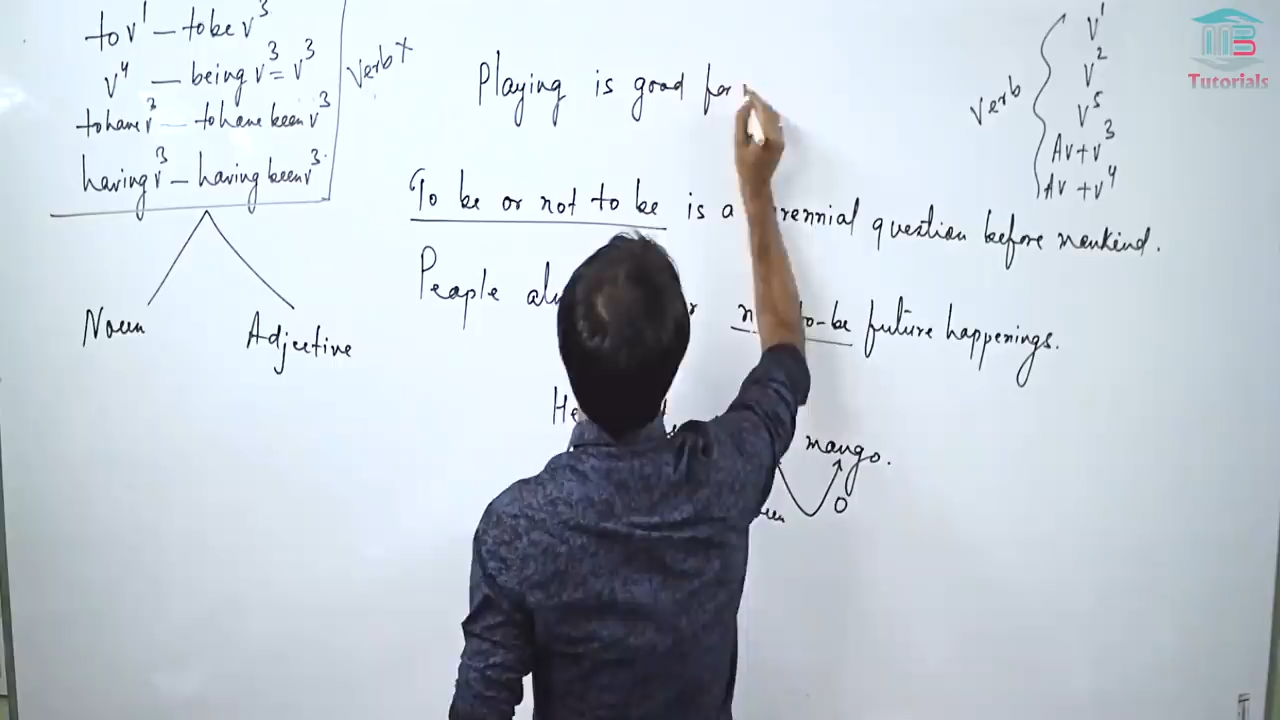 to v¹ – to be v³
v⁴ – being v³ = v³
to have v³ – to have been v³
having v³ – having been v³
Verb ×
Noun
Adjective
Playing is good for
To be or not to be is a question before mankind.
People future happenings.
He
mango.
O
Verb
v¹
v²
v⁵
Av + v³
Av + v⁴
MB
Tutorials